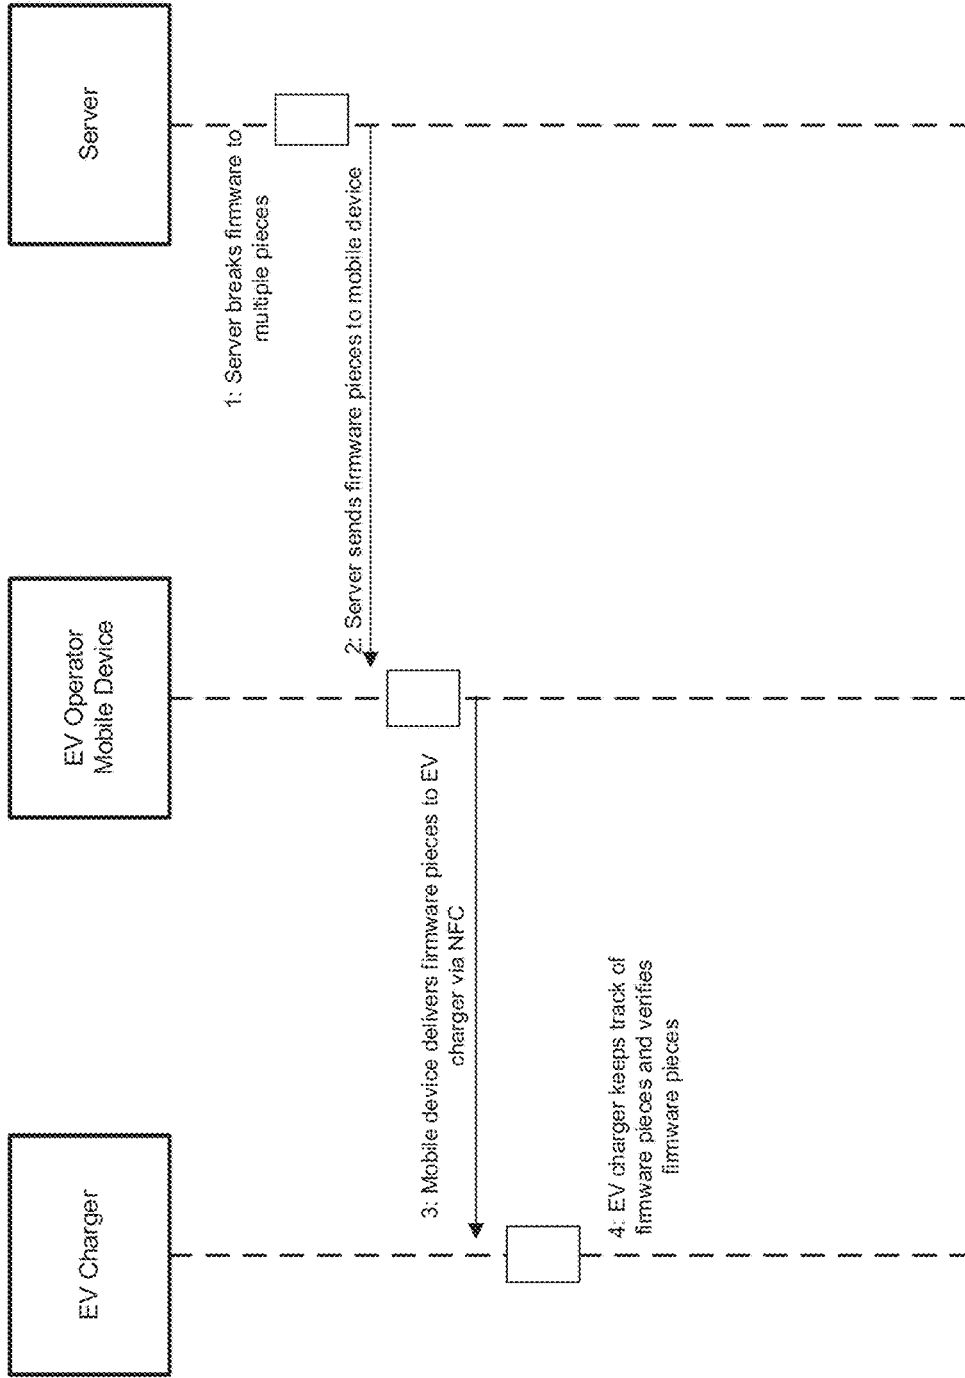 EV Charger
EV Operator
Mobile Device
Server
1: Server breaks firmware to
multiple pieces
2: Server sends firmware pieces to mobile device
3: Mobile device delivers firmware pieces to EV
charger via NFC
4: EV charger keeps track of
firmware pieces and verifies
firmware pieces